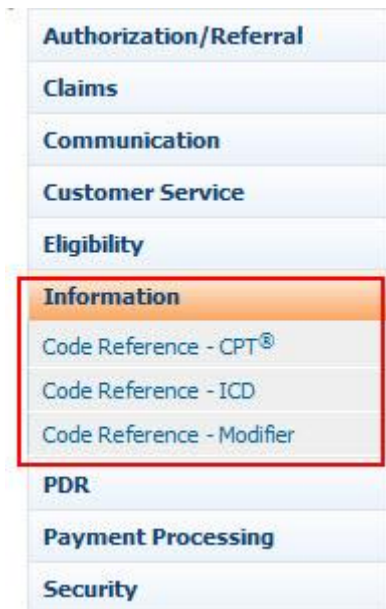 Authorization/Referral
Claims
Communication
Customer Service
Eligibility
Information
Code Reference - CPT®
Code Reference - ICD
Code Reference - Modifier
PDR
Payment Processing
Security